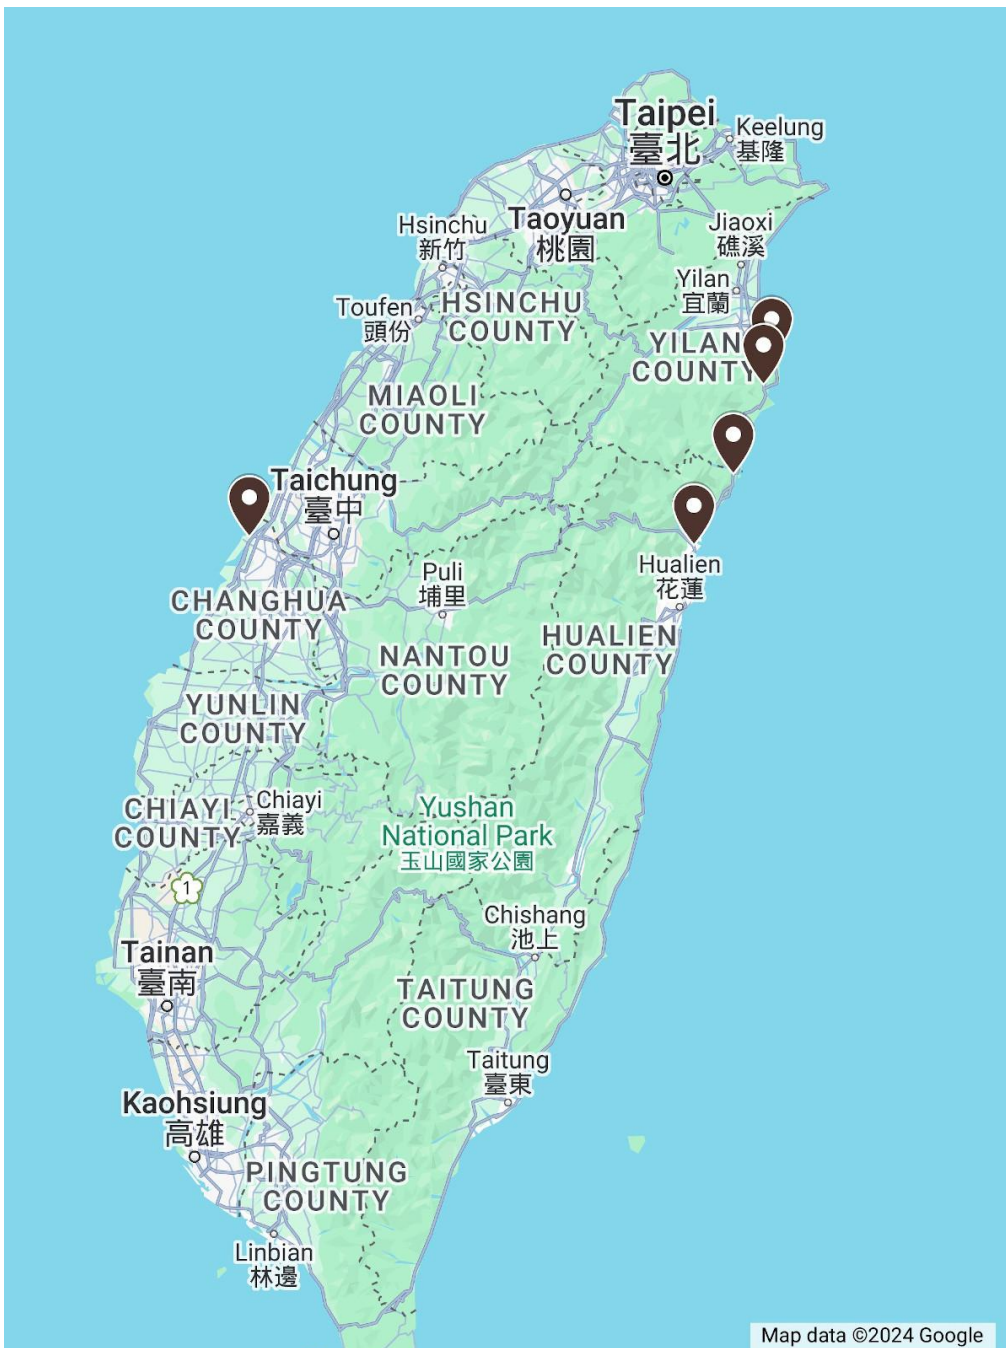 Taipei
臺北
Keelung
基隆
Taoyuan
桃園
Hsinchu
新竹
Jiaoxi
礁溪
Yilan
宜蘭
Toufen
頭份
HSINCHU
COUNTY
YILAN
COUNTY
MIAOLI
COUNTY
Taichung
臺中
Puli
埔里
Hualien
花蓮
CHANGHUA
COUNTY
NANTOU
COUNTY
HUALIEN
COUNTY
YUNLIN
COUNTY
CHIAYI
COUNTY
Chiayi
嘉義
Yushan
National Park
玉山國家公園
1
Chishang
池上
Tainan
臺南
TAITUNG
COUNTY
Taitung
臺東
Kaohsiung
高雄
PINGTUNG
COUNTY
Linbian
林邊
Map data ©2024 Google